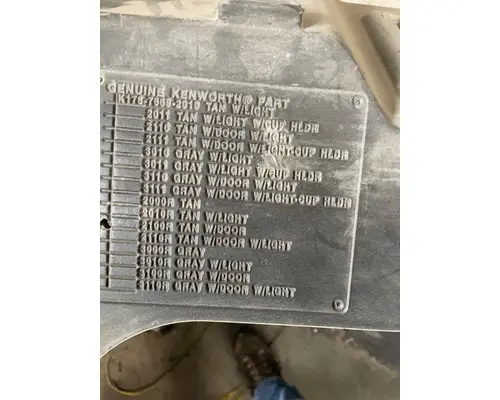 GENUINE KENWORTH® PART
K176-7669-2010 TAN W/LIGHT
2011 TAN W/LIGHT W/CUP HLDR
2110 TAN W/DOOR W/LIGHT
2111 TAN W/DOOR W/LIGHT-CUP HLDR
3010 GRAY W/LIGHT
3011 GRAY W/LIGHT W/CUP HLDR
3110 GRAY W/DOOR W/LIGHT
3111 GRAY W/DOOR W/LIGHT-CUP HLDR
2000R TAN
2010R TAN W/LIGHT
2100R TAN W/DOOR
2110R TAN W/DOOR W/LIGHT
3000R GRAY
3010R GRAY W/LIGHT
3100R GRAY W/DOOR
3110R GRAY W/DOOR W/LIGHT